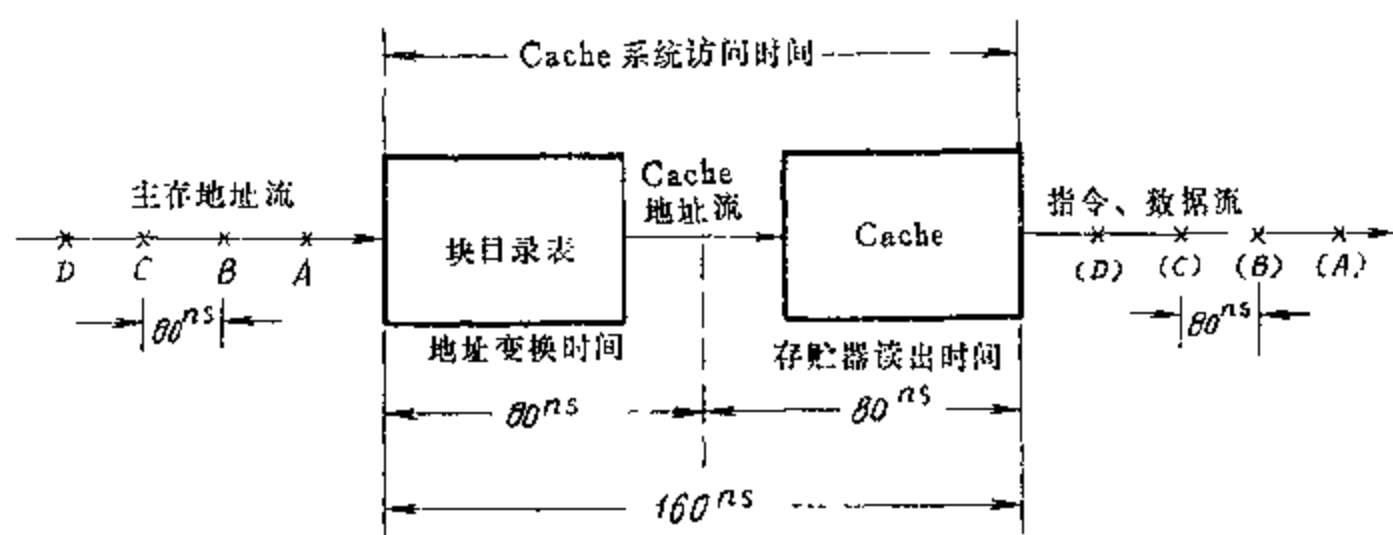 Cache 系统访问时间
主存地址流
D C B A
80ns
块目录表
地址变换时间
Cache
地址流
Cache
存贮器读出时间
指令、数据流
(D) (C) (B) (A)
80ns
80ns
80ns
160ns